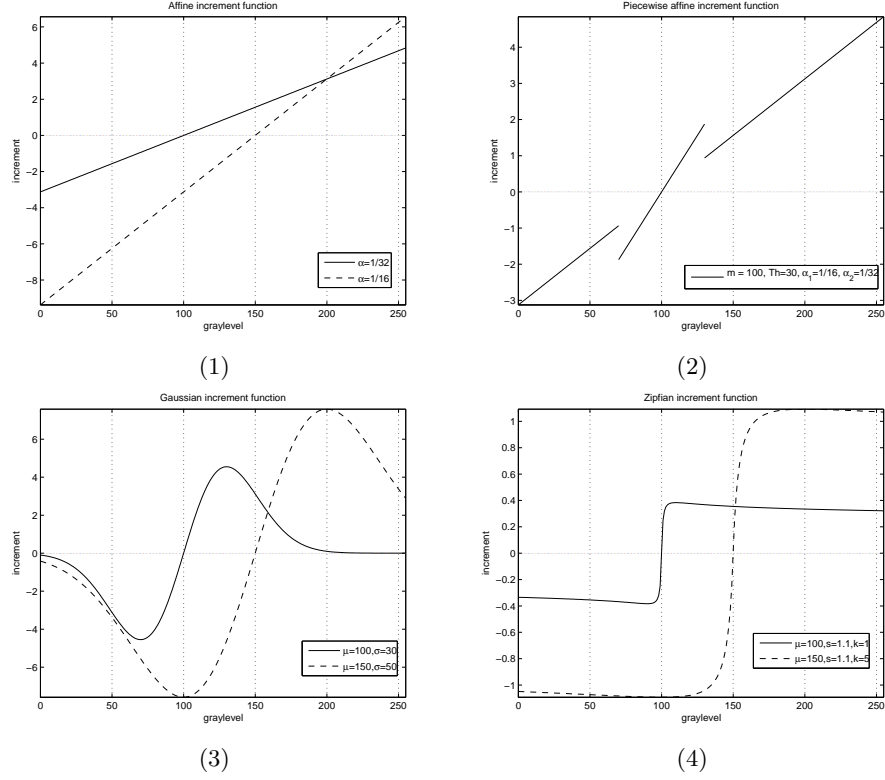 Affine increment function
6
4
2
0
−2
−4
−6
−8
increment
α=1/32
α=1/16
0 50 100 150 200 250
graylevel
(1)
Piecewise affine increment function
4
3
2
1
0
−1
−2
−3
increment
m = 100, Th=30, α1=1/16, α2=1/32
0 50 100 150 200 250
graylevel
(2)
Gaussian increment function
6
4
2
0
−2
−4
−6
increment
μ=100,σ=30
μ=150,σ=50
0 50 100 150 200 250
graylevel
(3)
Zipfian increment function
1
0.8
0.6
0.4
0.2
0
−0.2
−0.4
−0.6
−0.8
−1
increment
μ=100,s=1.1,k=1
μ=150,s=1.1,k=5
0 50 100 150 200 250
graylevel
(4)